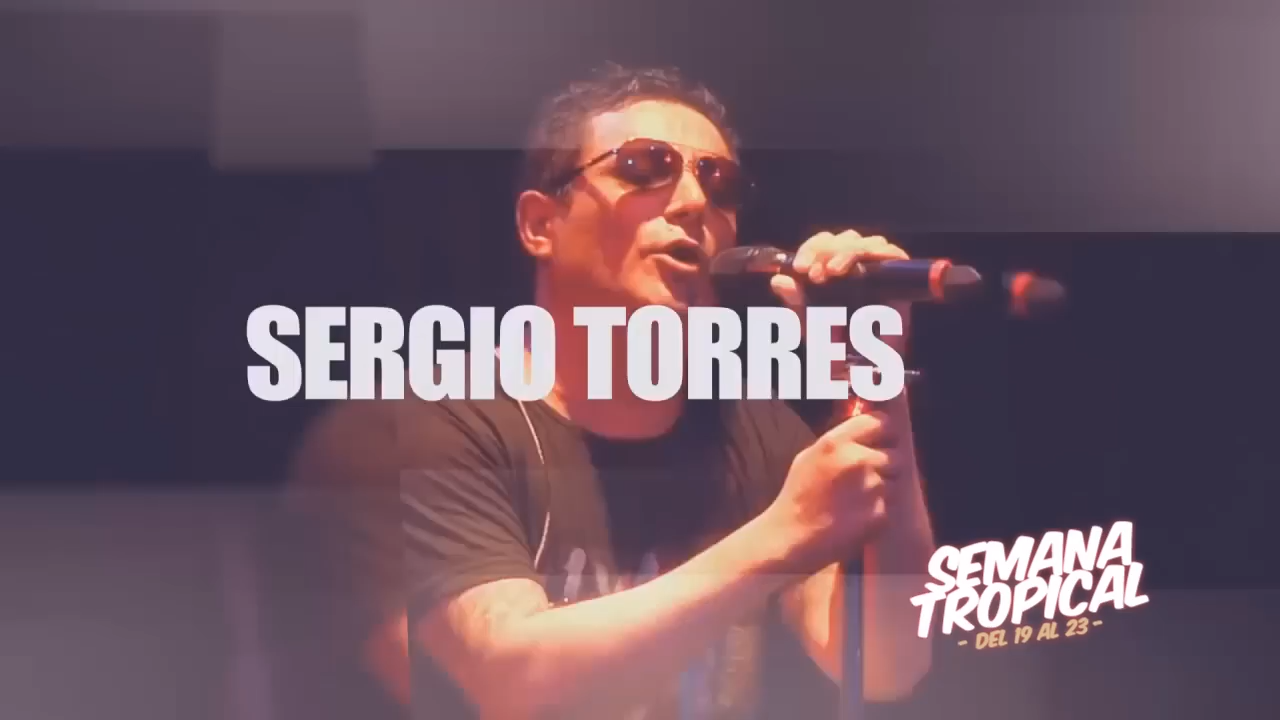 SERGIO TORRES
SEMANA
TROPICAL
- DEL 19 AL 23 -